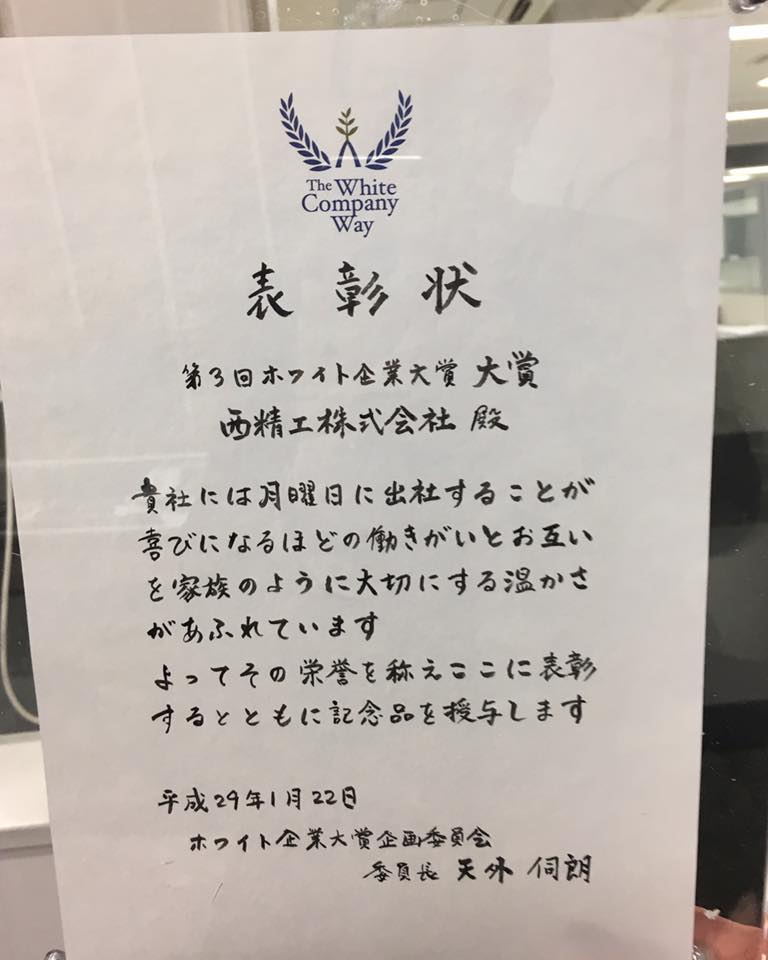 The White
Company
Way
表彰状
第3回ホワイト企業大賞 大賞
西精工株式会社 殿
貴社には月曜日に出社することが
喜びになるほどの働きがいとお互い
を家族のように大切にする温かさ
があふれています
よってその栄誉を称えここに表彰
するとともに記念品を授与します
平成29年1月22日
ホワイト企業大賞企画委員会
委員長 天外 伺朗